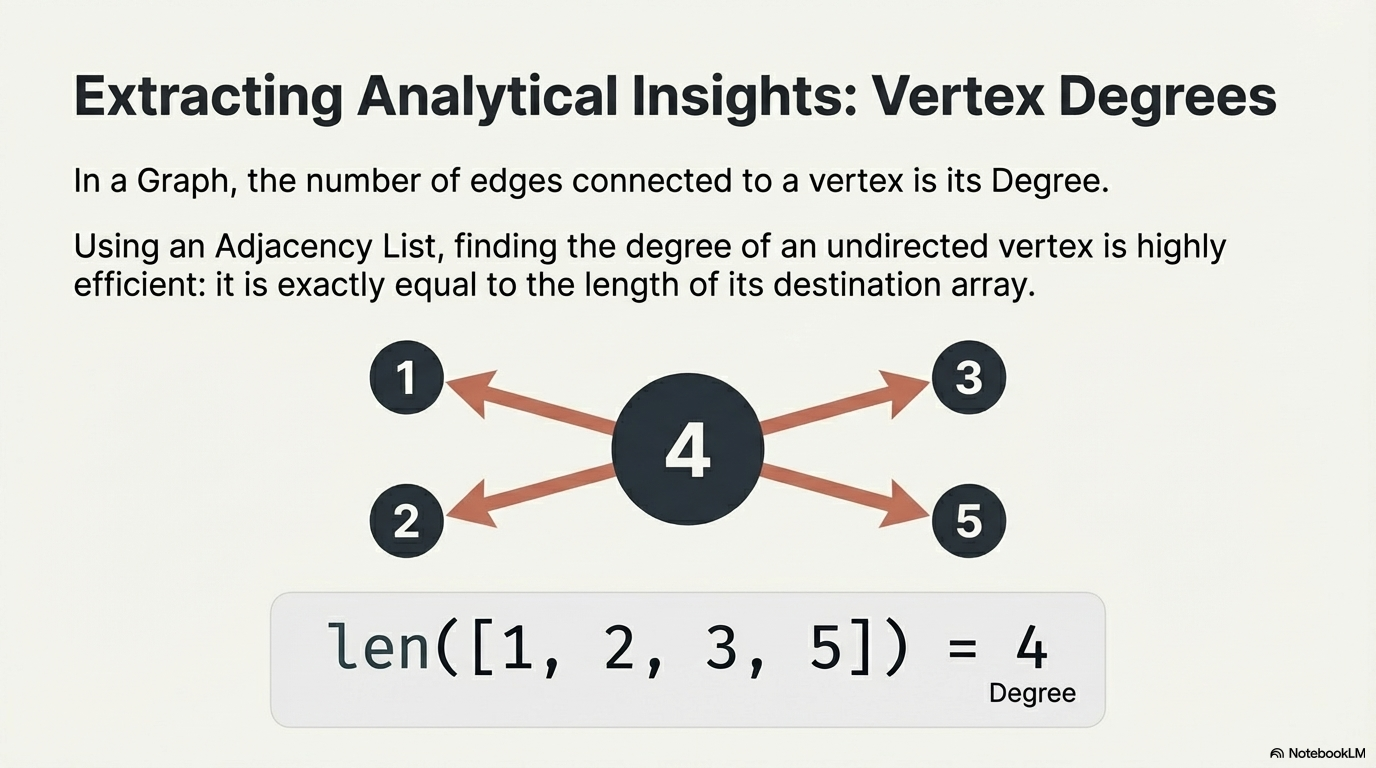 Extracting Analytical Insights: Vertex Degrees
In a Graph, the number of edges connected to a vertex is its Degree.
Using an Adjacency List, finding the degree of an undirected vertex is highly
efficient: it is exactly equal to the length of its destination array.
1
3
4
2
5
len([1, 2, 3, 5]) = 4
Degree
NotebookLM